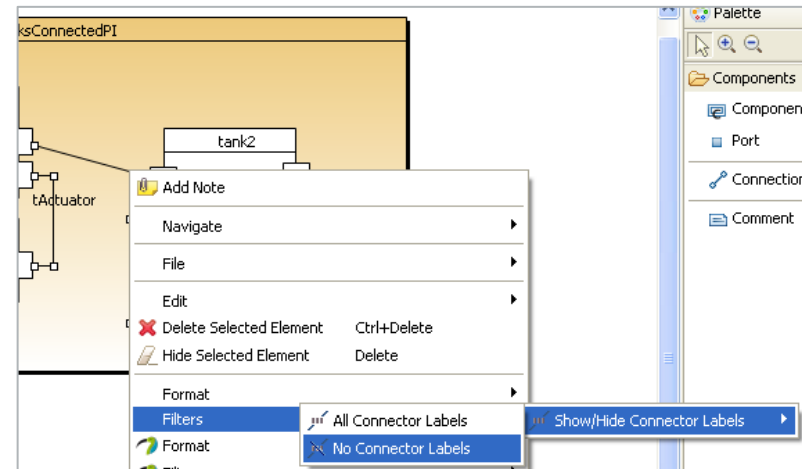 ksConnectedPI
tank2
tActuator
Add Note
Navigate
File
Edit
Delete Selected Element Ctrl+Delete
Hide Selected Element Delete
Format
Filters
Format
All Connector Labels
No Connector Labels
Show/Hide Connector Labels
Palette
Components
Componen
Port
Connection
Comment